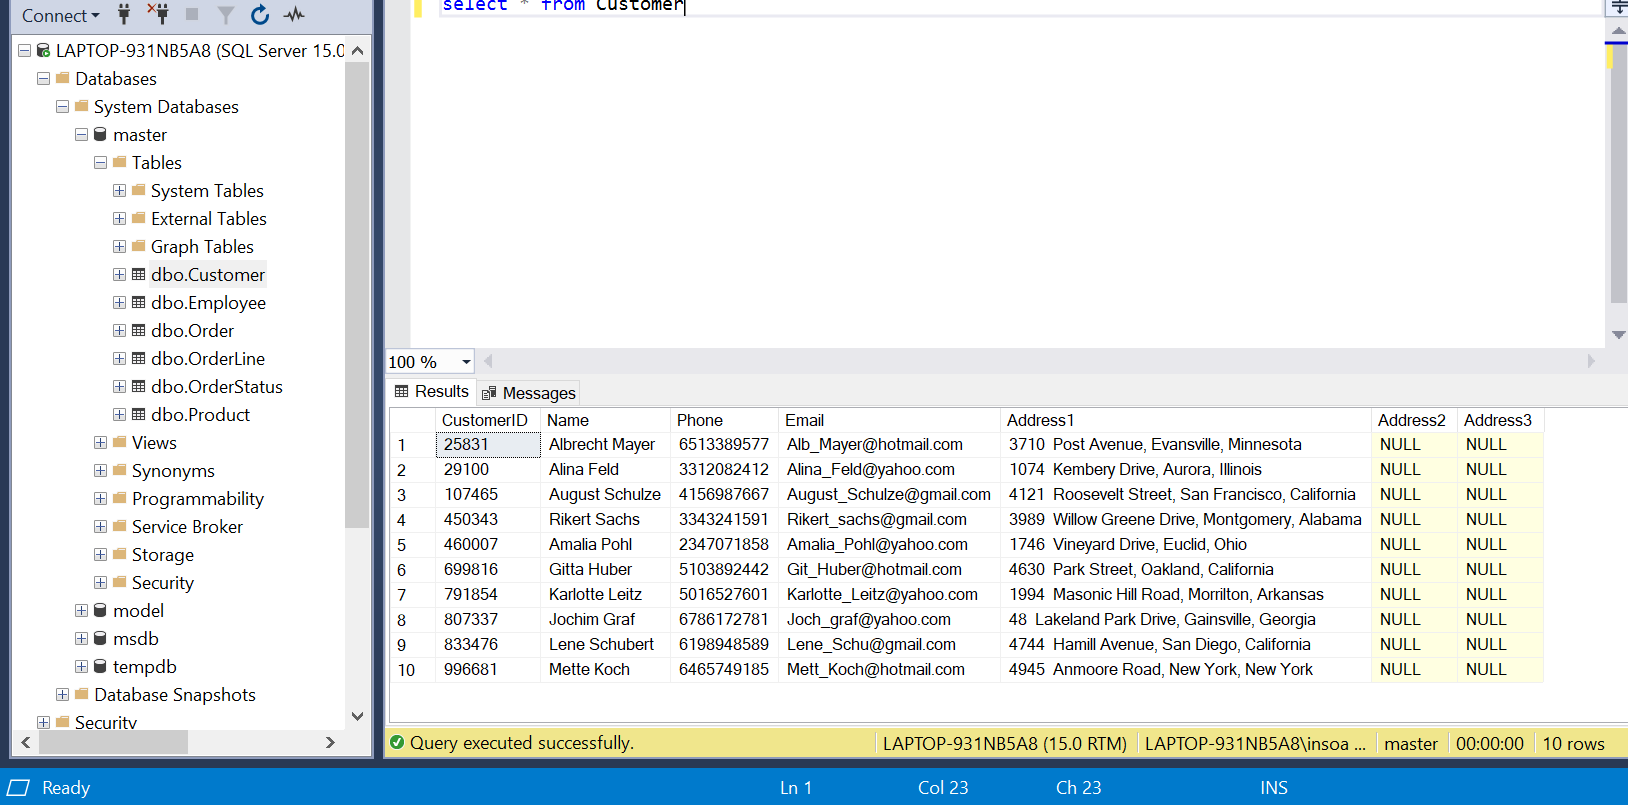 Connect
select * from Customer
LAPTOP-931NB5A8 (SQL Server 15.0
Databases
System Databases
master
Tables
System Tables
External Tables
Graph Tables
dbo.Customer
dbo.Employee
dbo.Order
dbo.OrderLine
dbo.OrderStatus
dbo.Product
Views
Synonyms
Programmability
Service Broker
Storage
Security
model
msdb
tempdb
Database Snapshots
Security
100 %
Results Messages
CustomerID Name Phone Email Address1 Address2 Address3
1 25831 Albrecht Mayer 6513389577 Alb_Mayer@hotmail.com 3710 Post Avenue, Evansville, Minnesota NULL NULL
2 29100 Alina Feld 3312082412 Alina_Feld@yahoo.com 1074 Kembery Drive, Aurora, Illinois NULL NULL
3 107465 August Schulze 4156987667 August_Schulze@gmail.com 4121 Roosevelt Street, San Francisco, California NULL NULL
4 450343 Rikert Sachs 3343241591 Rikert_sachs@gmail.com 3989 Willow Greene Drive, Montgomery, Alabama NULL NULL
5 460007 Amalia Pohl 2347071858 Amalia_Pohl@yahoo.com 1746 Vineyard Drive, Euclid, Ohio NULL NULL
6 699816 Gitta Huber 5103892442 Git_Huber@hotmail.com 4630 Park Street, Oakland, California NULL NULL
7 791854 Karlotte Leitz 5016527601 Karlotte_Leitz@yahoo.com 1994 Masonic Hill Road, Morrilton, Arkansas NULL NULL
8 807337 Jochim Graf 6786172781 Joch_graf@yahoo.com 48 Lakeland Park Drive, Gainsville, Georgia NULL NULL
9 833476 Lene Schubert 6198948589 Lene_Schu@gmail.com 4744 Hamill Avenue, San Diego, California NULL NULL
10 996681 Mette Koch 6465749185 Mett_Koch@hotmail.com 4945 Anmoore Road, New York, New York NULL NULL
Query executed successfully. LAPTOP-931NB5A8 (15.0 RTM) LAPTOP-931NB5A8\insoa ... master 00:00:00 10 rows
Ready Ln 1 Col 23 Ch 23 INS